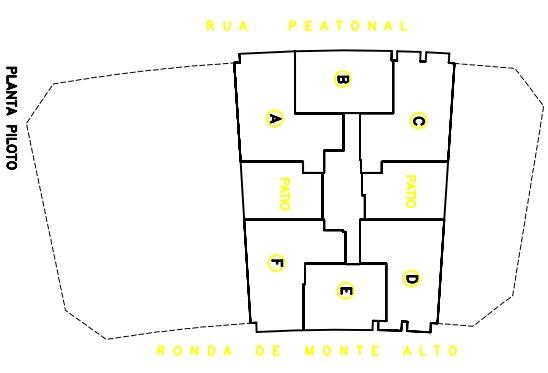 RUA PEATONAL
PLANTA PILOTO
B
A
C
PATIO
PATIO
F
D
E
RONDA DE MONTE ALTO